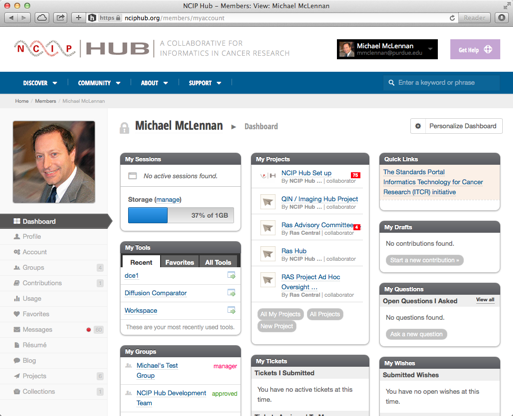 NCIP Hub – Members: View: Michael McLennan
https nciphub.org/members/myaccount
Reader
NCIP HUB
A COLLABORATIVE FOR
INFORMATICS IN CANCER RESEARCH
Michael McLennan
mmclennan@purdue.edu
Get Help
DISCOVER COMMUNITY ABOUT SUPPORT
Enter a keyword or phrase
Home / Members / Michael McLennan
Michael McLennan ▸ Dashboard
Personalize Dashboard
Dashboard
Profile
Account
Groups
Contributions
Usage
Favorites
Messages
Résumé
Blog
Projects
Collections
My Sessions
No active sessions found.
Storage (manage)
37% of 1GB
My Tools
Recent Favorites All Tools
dce1
Diffusion Comparator
Workspace
These are your most recently used tools.
My Groups
Michael's Test
Group
manager
NCIP Hub Development
Team
approved
My Projects
NCIP Hub Set up
75
By NCIP Hub ... | collaborator
QIN / Imaging Hub Project
By NCIP Hub ... | collaborator
Ras Advisory Committee
4
By Ras Central | collaborator
Ras Hub
By NCIP Hub ... | collaborator
RAS Project Ad Hoc
Oversight ...
By Ras Central | collaborator
All My Projects All Projects
New Project
My Tickets
Tickets I Submitted
You have no active tickets at this
time.
Quick Links
The Standards Portal
Informatics Technology for Cancer
Research (ITCR) initiative
My Drafts
No contributions found.
Start a new contribution »
My Questions
Open Questions I Asked View all
No questions found.
Ask a new question
My Wishes
Submitted Wishes
You have no open wishes at this
time.